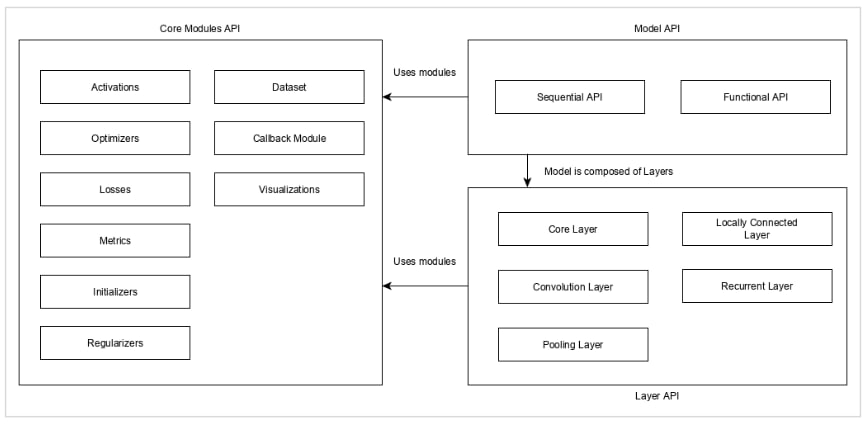 Core Modules API
Activations
Dataset
Optimizers
Callback Module
Losses
Visualizations
Metrics
Initializers
Regularizers
Uses modules
Uses modules
Model API
Sequential API
Functional API
Model is composed of Layers
Core Layer
Locally Connected
Layer
Convolution Layer
Recurrent Layer
Pooling Layer
Layer API